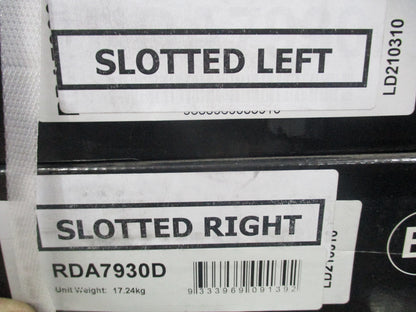 SLOTTED LEFT
LD210310
SLOTTED RIGHT
RDA7930D
Unit Weight: 17.24kg
9333969091392